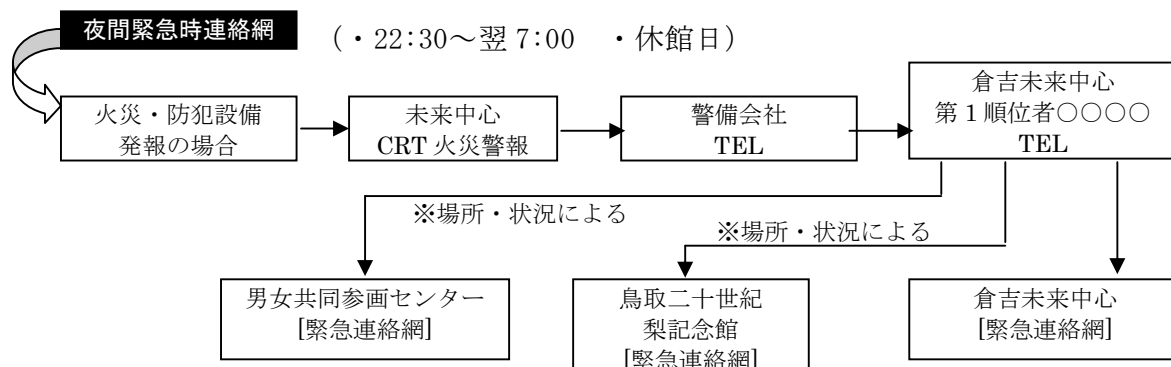 夜間緊急時連絡網
(・22:30～翌 7:00 ・休館日)
火災・防犯設備
発報の場合
未来中心
CRT 火災警報
警備会社
TEL
倉吉未来中心
第 1 順位者○○○○
TEL
※場所・状況による
※場所・状況による
男女共同参画センター
[緊急連絡網]
鳥取二十世紀
梨記念館
[緊急連絡網]
倉吉未来中心
[緊急連絡網]